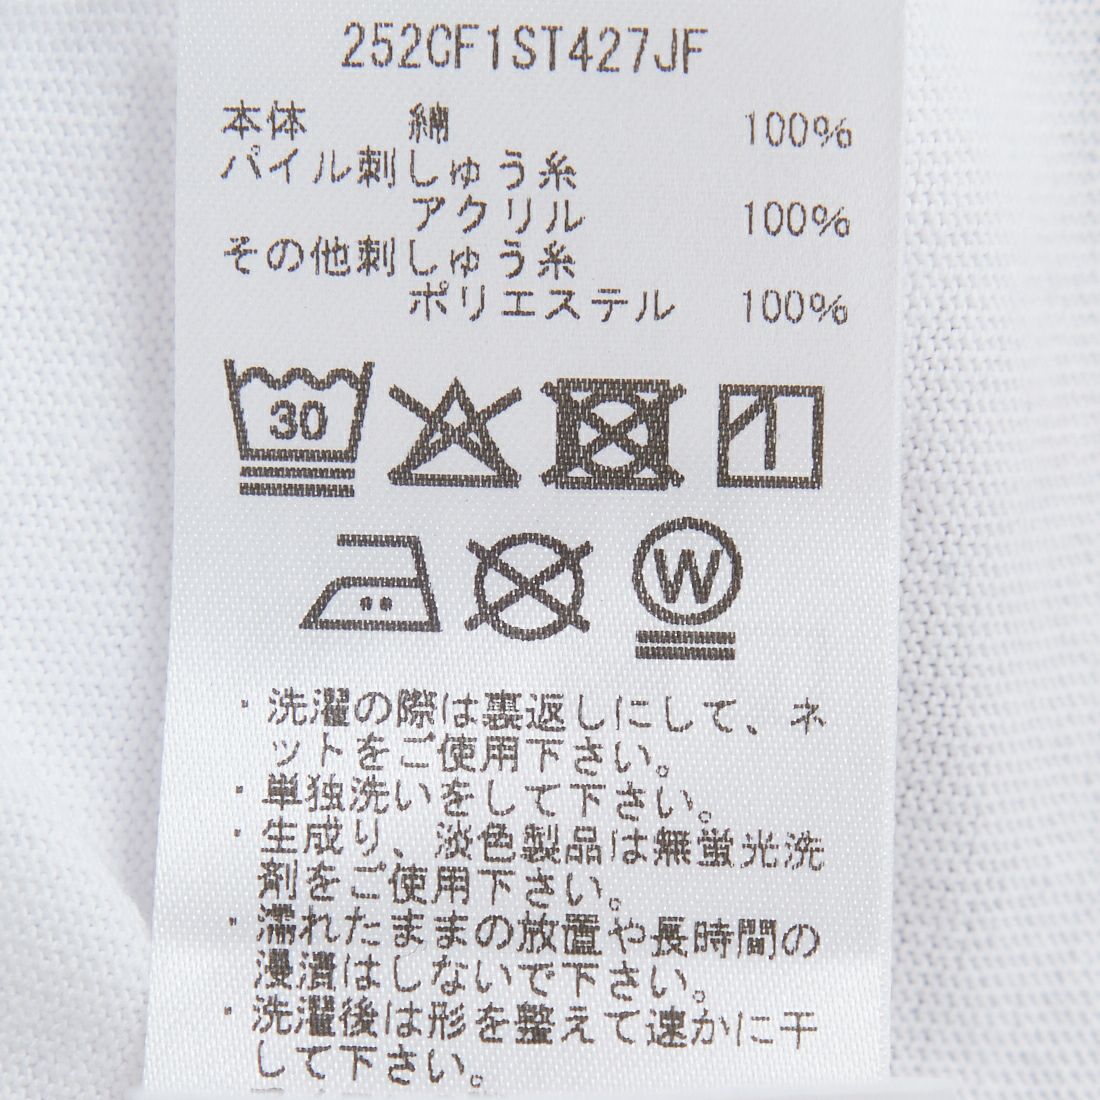 252CF1ST427JF
本体 綿 100%
パイル刺しゅう糸
アクリル 100%
その他刺しゅう糸
ポリエステル 100%
30
W
・洗濯の際は裏返しにして、ネ
ットをご使用下さい。
・単独洗いをして下さい。
・生成り、淡色製品は無蛍光洗
剤をご使用下さい。
・濡れたままの放置や長時間の
浸漬はしないで下さい。
・洗濯後は形を整えて速かに干
して下さい。